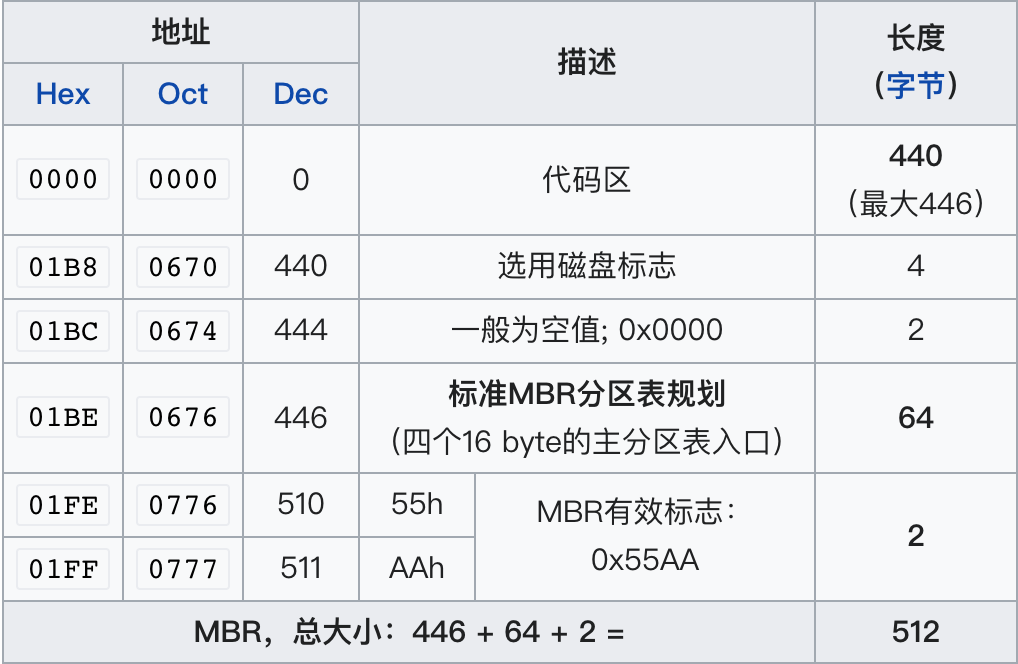 地址
描述
长度
(字节)
Hex
Oct
Dec
0000
0000
0
代码区
440
（最大446）
01B8
0670
440
选用磁盘标志
4
01BC
0674
444
一般为空值; 0x0000
2
01BE
0676
446
标准MBR分区表规划
（四个16 byte的主分区表入口）
64
01FE
0776
510
55h
MBR有效标志：
0x55AA
2
01FF
0777
511
AAh
MBR，总大小：446 + 64 + 2 =
512